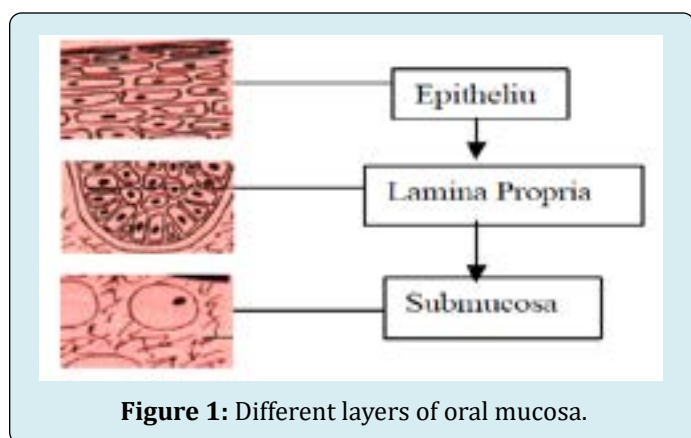 Epitheliu
Lamina Propria
Submucosa
Figure 1: Different layers of oral mucosa.